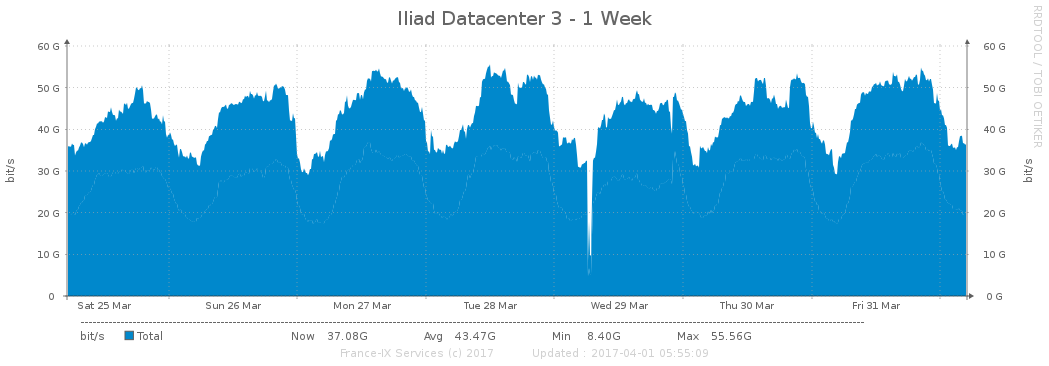 Iliad Datacenter 3 - 1 Week
RRDTOOL / TOBI OETIKER
bit/s
60 G
50 G
40 G
30 G
20 G
10 G
0
60 G
50 G
40 G
30 G
20 G
10 G
0 G
bit/s
Sat 25 Mar Sun 26 Mar Mon 27 Mar Tue 28 Mar Wed 29 Mar Thu 30 Mar Fri 31 Mar
bit/s Total Now 37.08G Avg 43.47G Min 8.40G Max 55.56G
France-IX Services (c) 2017 Updated : 2017-04-01 05:55:09